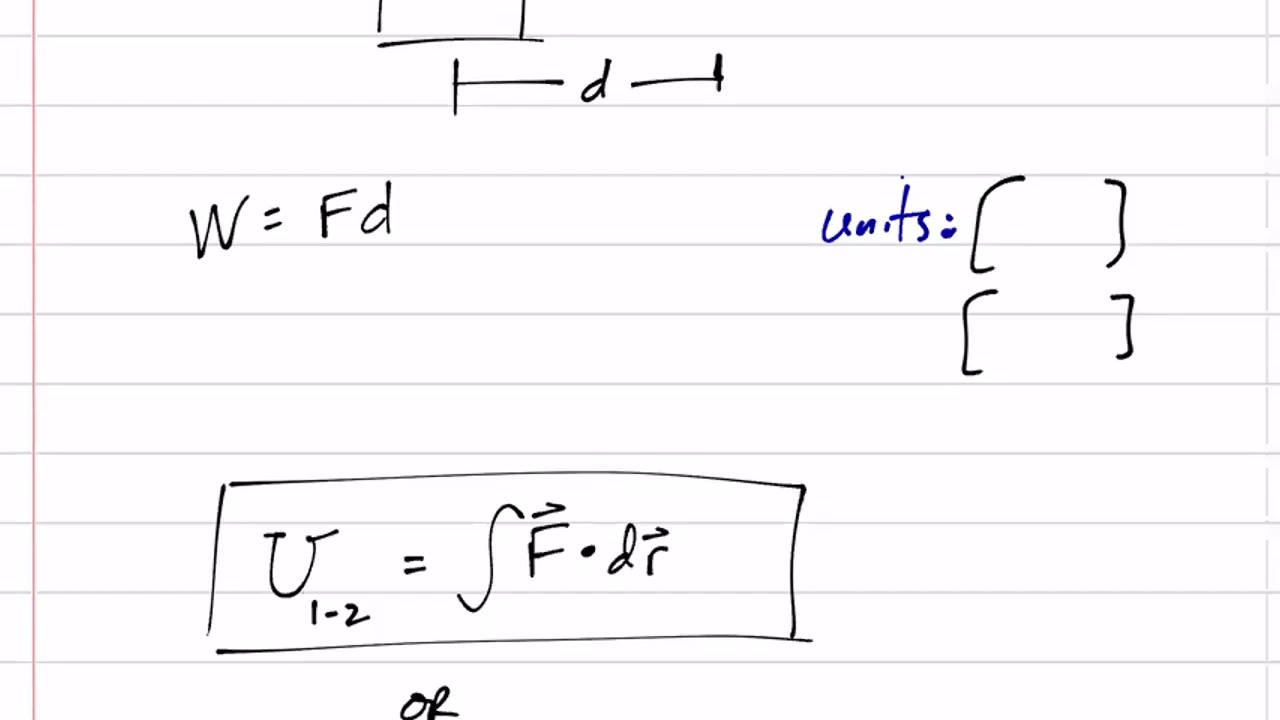 d
W = Fd units: [ ]
[ ]
U₁₋₂ = ∫ F⃗ • dr⃗
OR